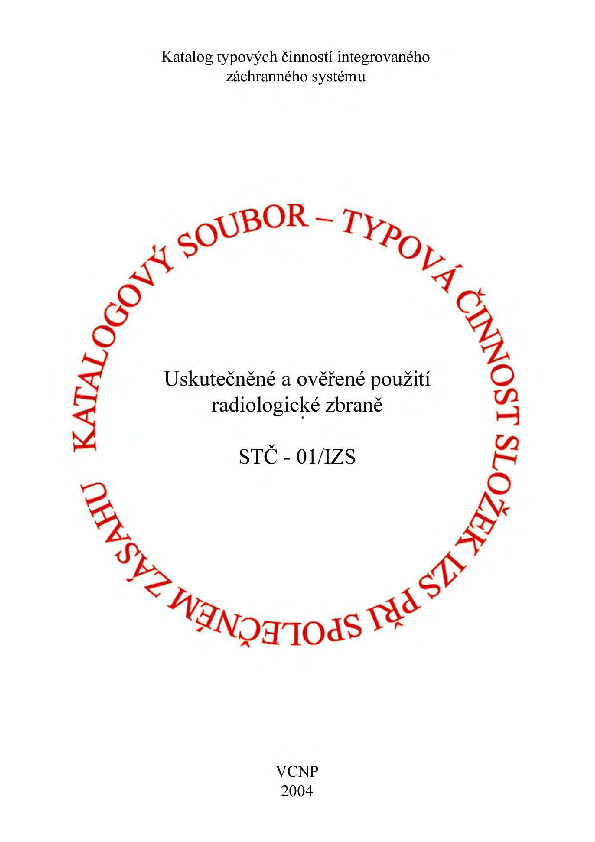 Katalog typových činností integrovaného
záchranného systému
KATALOGOVÝ SOUBOR – TYPOVÁ ČINNOST SLOŽEK IZS PŘI SPOLEČNÉM ZÁSAHU
Uskutečněné a ověřené použití
radiologické zbraně
STČ - 01/IZS
VCNP
2004